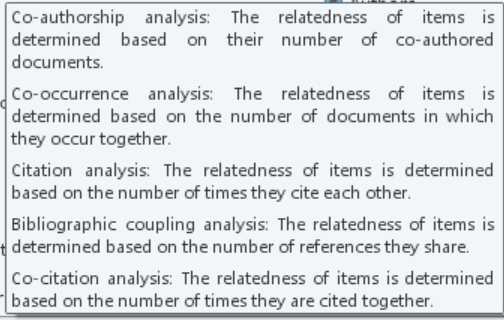 Co-authorship analysis: The relatedness of items is
determined based on their number of co-authored
documents.
Co-occurrence analysis: The relatedness of items is
determined based on the number of documents in which
they occur together.
Citation analysis: The relatedness of items is determined
based on the number of times they cite each other.
Bibliographic coupling analysis: The relatedness of items is
determined based on the number of references they share.
Co-citation analysis: The relatedness of items is determined
based on the number of times they are cited together.